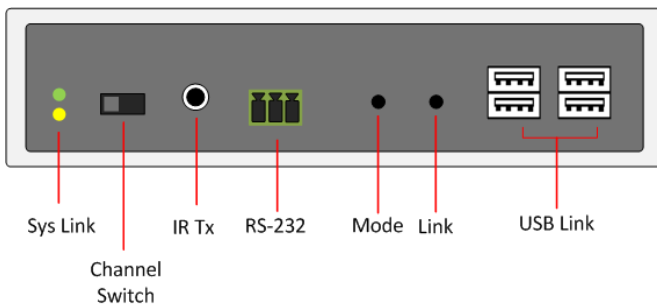 Sys Link
Channel
Switch
IR Tx
RS-232
Mode
Link
USB Link